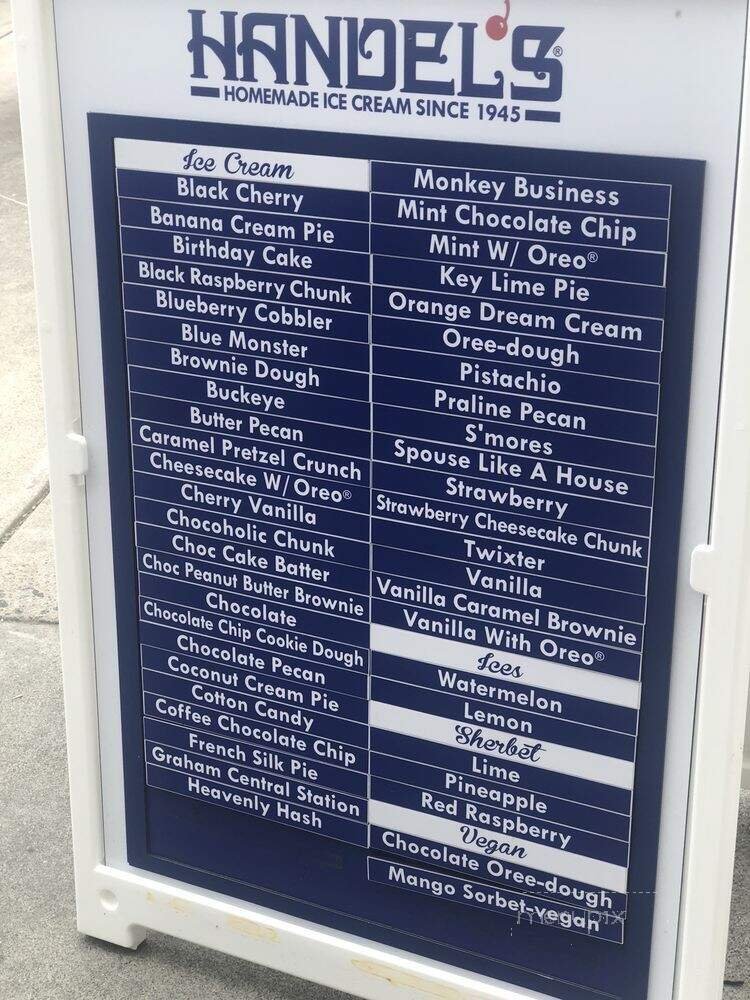 HANDEL'S®
HOMEMADE ICE CREAM SINCE 1945
Ice Cream
Black Cherry
Banana Cream Pie
Birthday Cake
Black Raspberry Chunk
Blueberry Cobbler
Blue Monster
Brownie Dough
Buckeye
Butter Pecan
Caramel Pretzel Crunch
Cheesecake W/ Oreo®
Cherry Vanilla
Chocoholic Chunk
Choc Cake Batter
Choc Peanut Butter Brownie
Chocolate
Chocolate Chip Cookie Dough
Chocolate Pecan
Coconut Cream Pie
Cotton Candy
Coffee Chocolate Chip
French Silk Pie
Graham Central Station
Heavenly Hash
Monkey Business
Mint Chocolate Chip
Mint W/ Oreo®
Key Lime Pie
Orange Dream Cream
Oree-dough
Pistachio
Praline Pecan
S'mores
Spouse Like A House
Strawberry
Strawberry Cheesecake Chunk
Twixter
Vanilla
Vanilla Caramel Brownie
Vanilla With Oreo®
Ices
Watermelon
Lemon
Sherbet
Lime
Pineapple
Red Raspberry
Vegan
Chocolate Oree-dough
Mango Sorbet-vegan